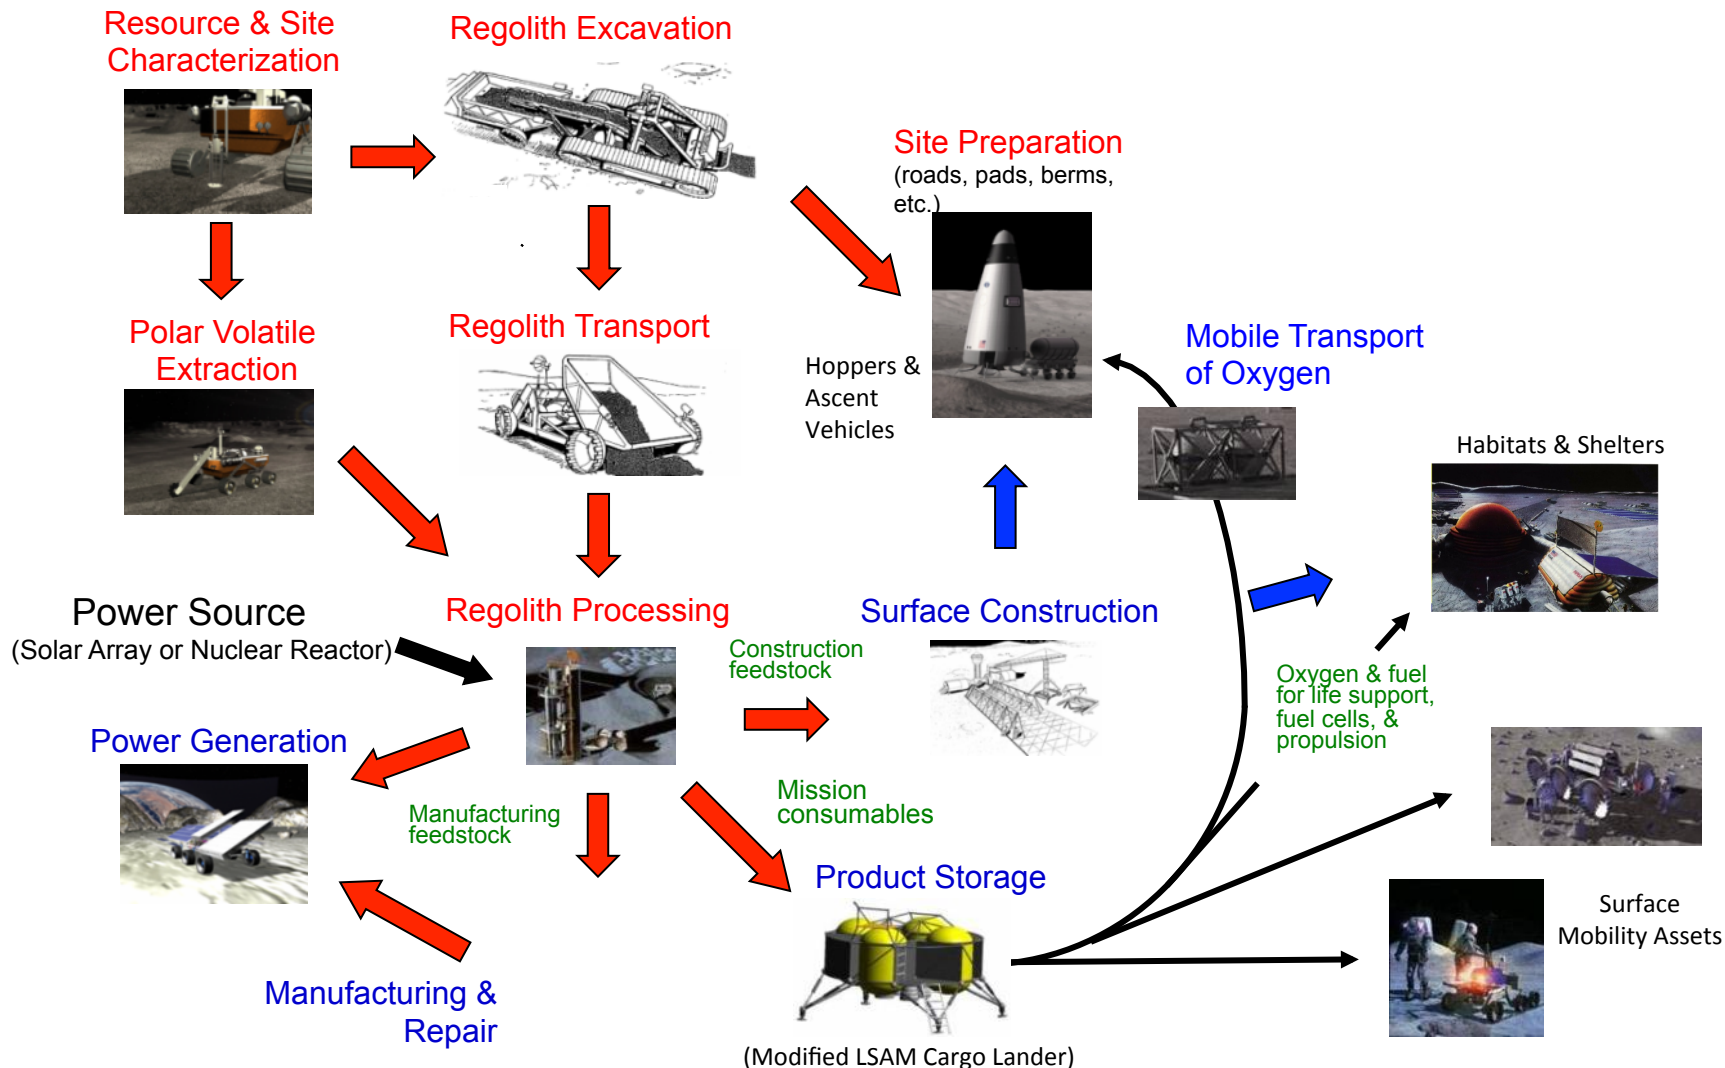 Resource & Site
Characterization
Regolith Excavation
Site Preparation
(roads, pads, berms,
etc.)
Polar Volatile
Extraction
Regolith Transport
Hoppers &
Ascent
Vehicles
Mobile Transport
of Oxygen
Habitats & Shelters
Power Source
(Solar Array or Nuclear Reactor)
Regolith Processing
Construction
feedstock
Surface Construction
Oxygen & fuel
for life support,
fuel cells, &
propulsion
Power Generation
Manufacturing
feedstock
Mission
consumables
Product Storage
Surface
Mobility Assets
Manufacturing &
Repair
(Modified LSAM Cargo Lander)